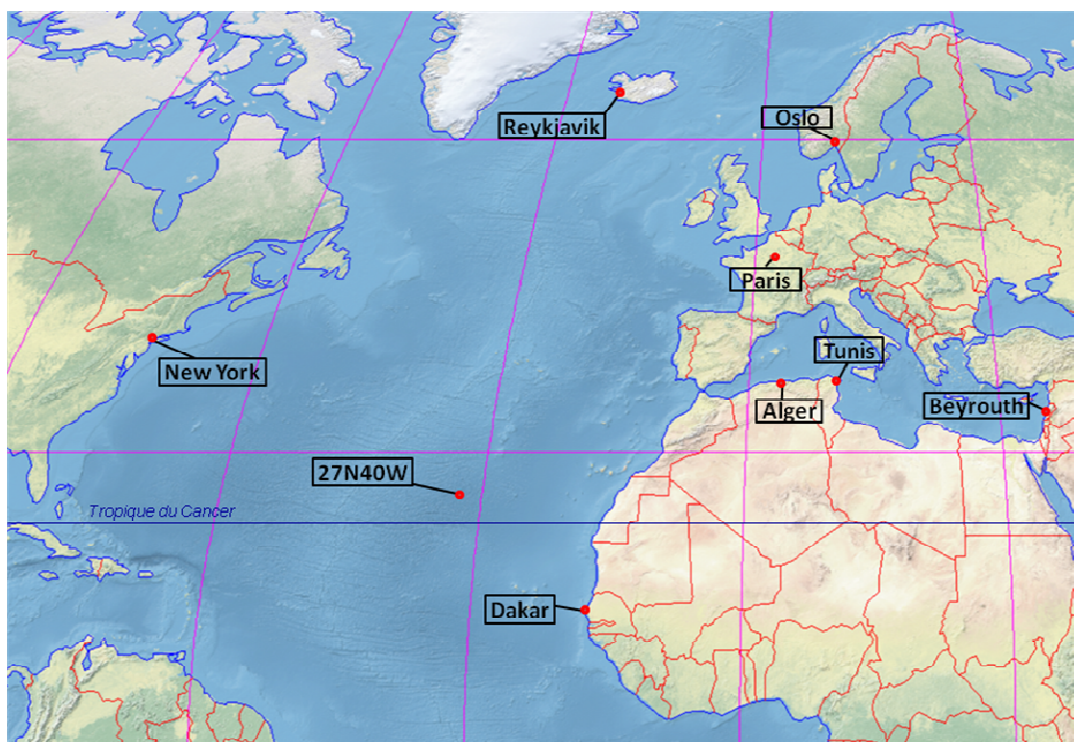 Reykjavik
Oslo
Paris
New York
Tunis
Alger
Beyrouth
27N40W
Tropique du Cancer
Dakar